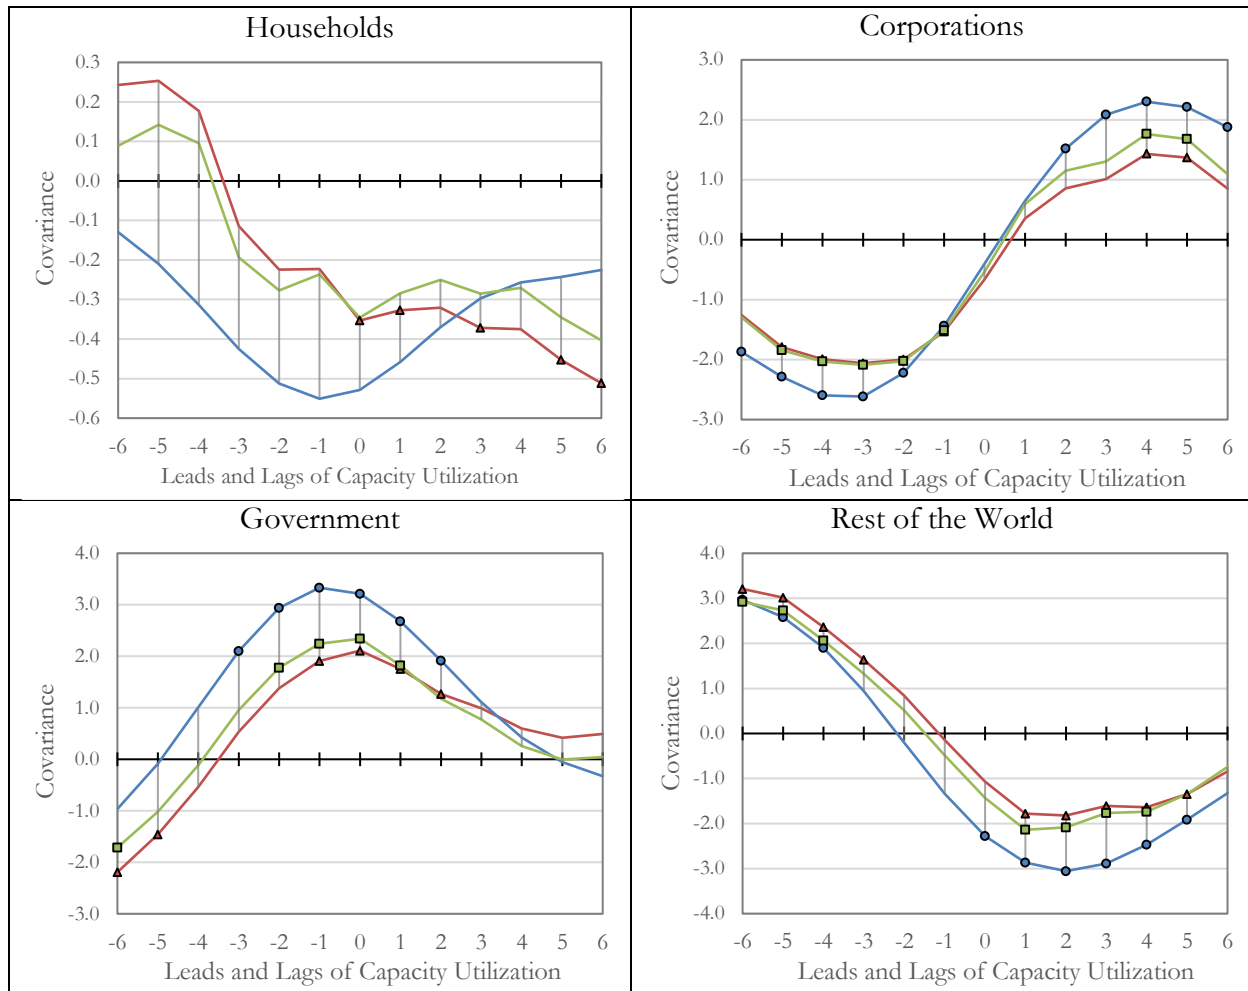 Households
0.3
0.2
0.1
0.0
-0.1
-0.2
-0.3
-0.4
-0.5
-0.6
Covariance
-6 -5 -4 -3 -2 -1 0 1 2 3 4 5 6
Leads and Lags of Capacity Utilization
Corporations
3.0
2.0
1.0
0.0
-1.0
-2.0
-3.0
Covariance
-6 -5 -4 -3 -2 -1 0 1 2 3 4 5 6
Leads and Lags of Capacity Utilization
Government
4.0
3.0
2.0
1.0
0.0
-1.0
-2.0
-3.0
Covariance
-6 -5 -4 -3 -2 -1 0 1 2 3 4 5 6
Leads and Lags of Capacity Utilization
Rest of the World
4.0
3.0
2.0
1.0
0.0
-1.0
-2.0
-3.0
-4.0
Covariance
-6 -5 -4 -3 -2 -1 0 1 2 3 4 5 6
Leads and Lags of Capacity Utilization